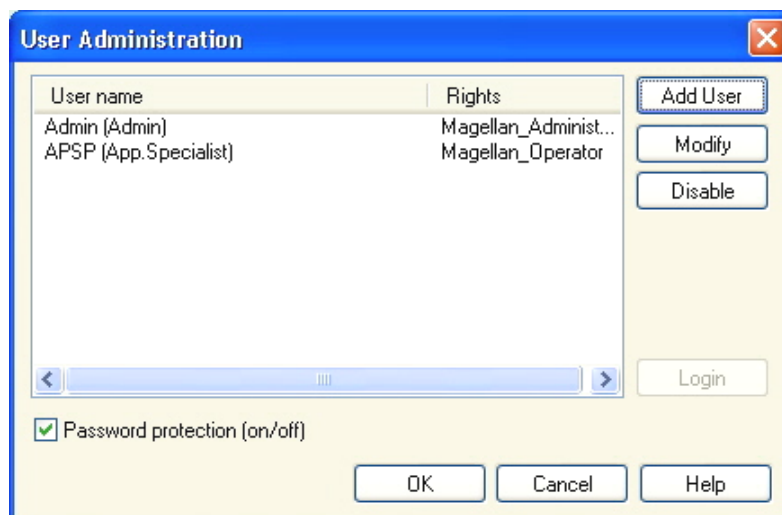 User Administration
User name Rights
Admin (Admin) Magellan_Administ...
APSP (App.Specialist) Magellan_Operator
Add User
Modify
Disable
Login
Password protection (on/off)
OK Cancel Help